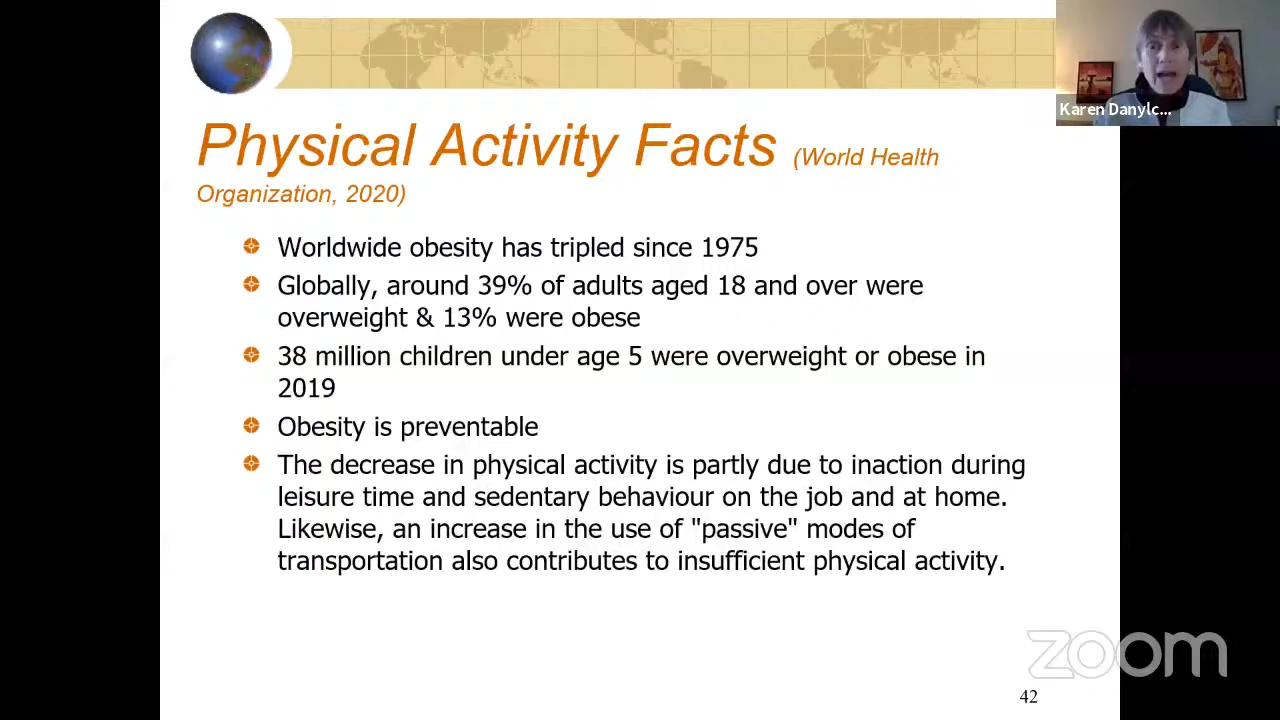 Karen Danylc...
Physical Activity Facts (World Health
Organization, 2020)
Worldwide obesity has tripled since 1975
Globally, around 39% of adults aged 18 and over were
overweight & 13% were obese
38 million children under age 5 were overweight or obese in
2019
Obesity is preventable
The decrease in physical activity is partly due to inaction during
leisure time and sedentary behaviour on the job and at home.
Likewise, an increase in the use of "passive" modes of
transportation also contributes to insufficient physical activity.
zoom
42